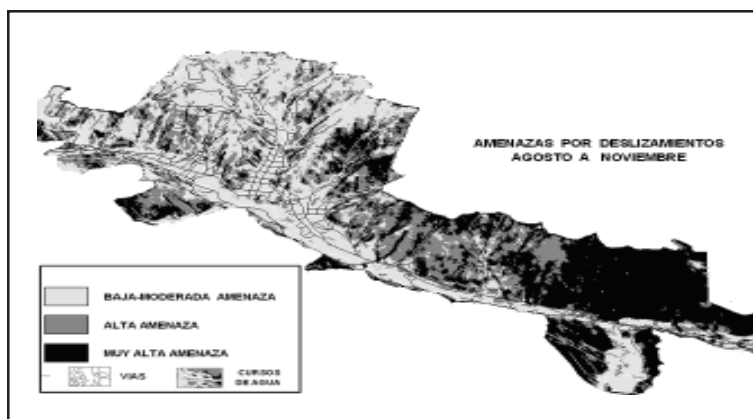 AMENAZAS POR DESLIZAMIENTOS
AGOSTO A NOVIEMBRE
BAJA-MODERADA AMENAZA
ALTA AMENAZA
MUY ALTA AMENAZA
VIAS
CURSOS
DE AGUA